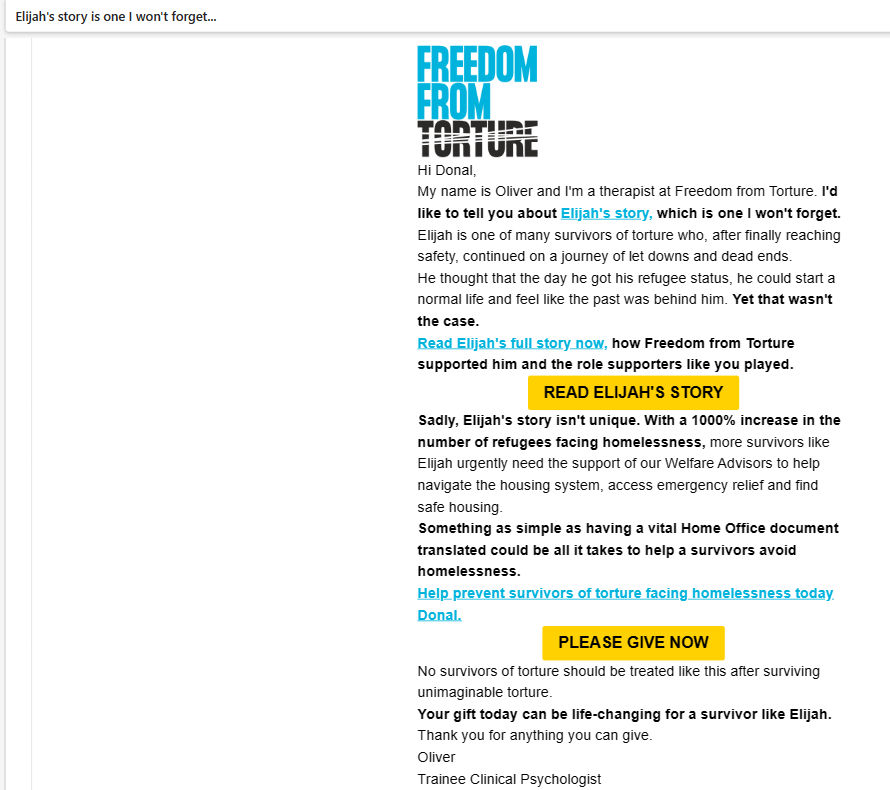 Elijah's story is one I won't forget...
FREEDOM
FROM
TORTURE
Hi Donal,
My name is Oliver and I'm a therapist at Freedom from Torture. I'd
like to tell you about Elijah's story, which is one I won't forget.
Elijah is one of many survivors of torture who, after finally reaching
safety, continued on a journey of let downs and dead ends.
He thought that the day he got his refugee status, he could start a
normal life and feel like the past was behind him. Yet that wasn't
the case.
Read Elijah's full story now, how Freedom from Torture
supported him and the role supporters like you played.
READ ELIJAH'S STORY
Sadly, Elijah's story isn't unique. With a 1000% increase in the
number of refugees facing homelessness, more survivors like
Elijah urgently need the support of our Welfare Advisors to help
navigate the housing system, access emergency relief and find
safe housing.
Something as simple as having a vital Home Office document
translated could be all it takes to help a survivors avoid
homelessness.
Help prevent survivors of torture facing homelessness today
Donal.
PLEASE GIVE NOW
No survivors of torture should be treated like this after surviving
unimaginable torture.
Your gift today can be life-changing for a survivor like Elijah.
Thank you for anything you can give.
Oliver
Trainee Clinical Psychologist